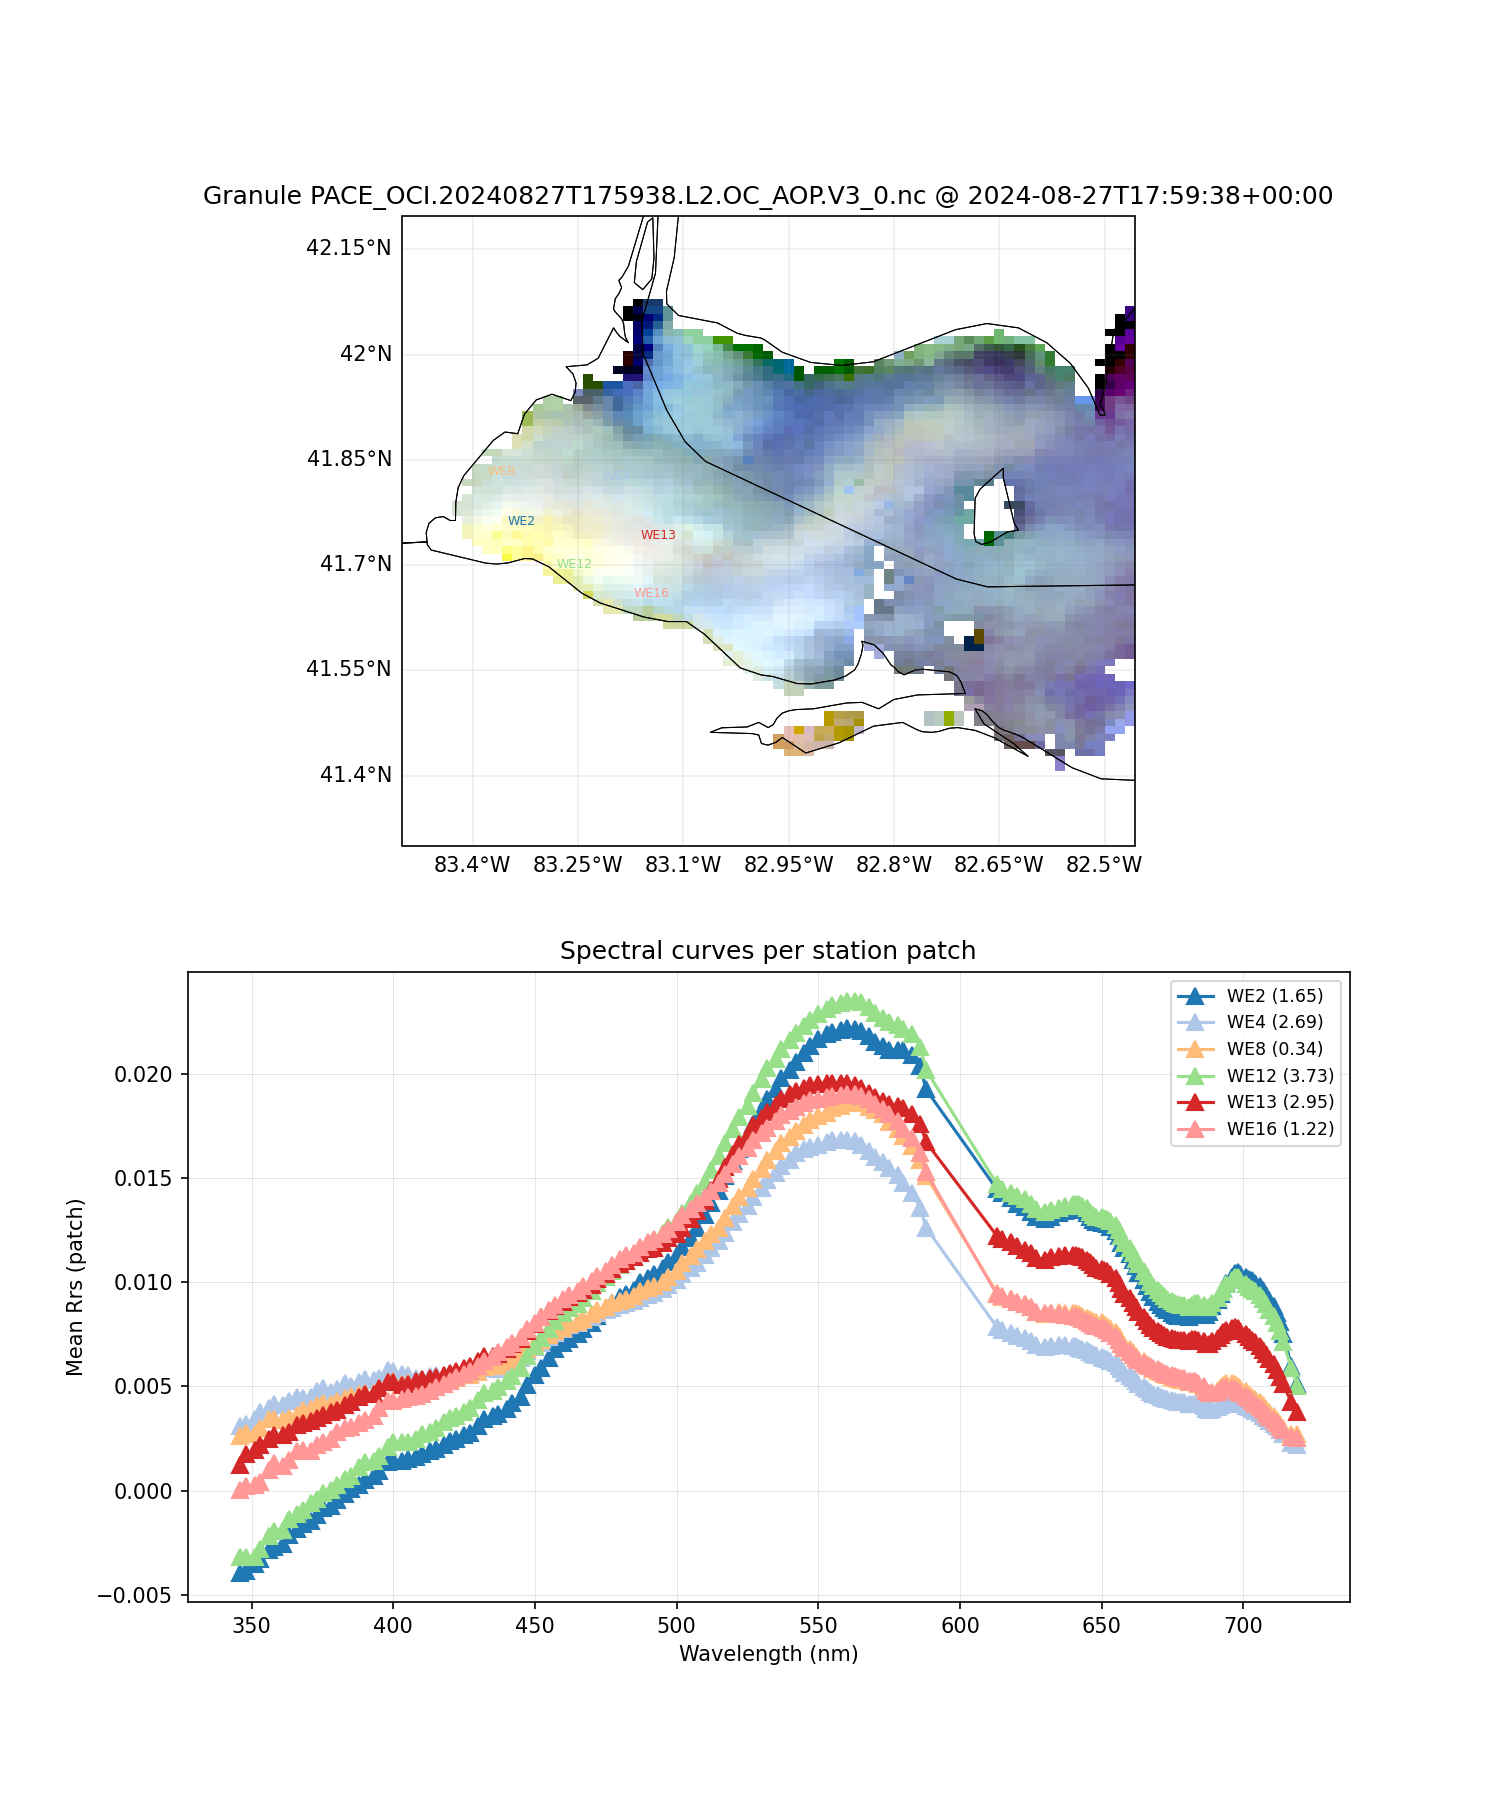 Granule PACE_OCI.20240827T175938.L2.OC_AOP.V3_0.nc @ 2024-08-27T17:59:38+00:00
42.15°N
42°N
41.85°N
41.7°N
41.55°N
41.4°N
WE8
WE2
WE13
WE12
WE16
83.4°W 83.25°W 83.1°W 82.95°W 82.8°W 82.65°W 82.5°W
Spectral curves per station patch
WE2 (1.65)
WE4 (2.69)
WE8 (0.34)
WE12 (3.73)
WE13 (2.95)
WE16 (1.22)
Mean Rrs (patch)
0.020
0.015
0.010
0.005
0.000
−0.005
350 400 450 500 550 600 650 700
Wavelength (nm)